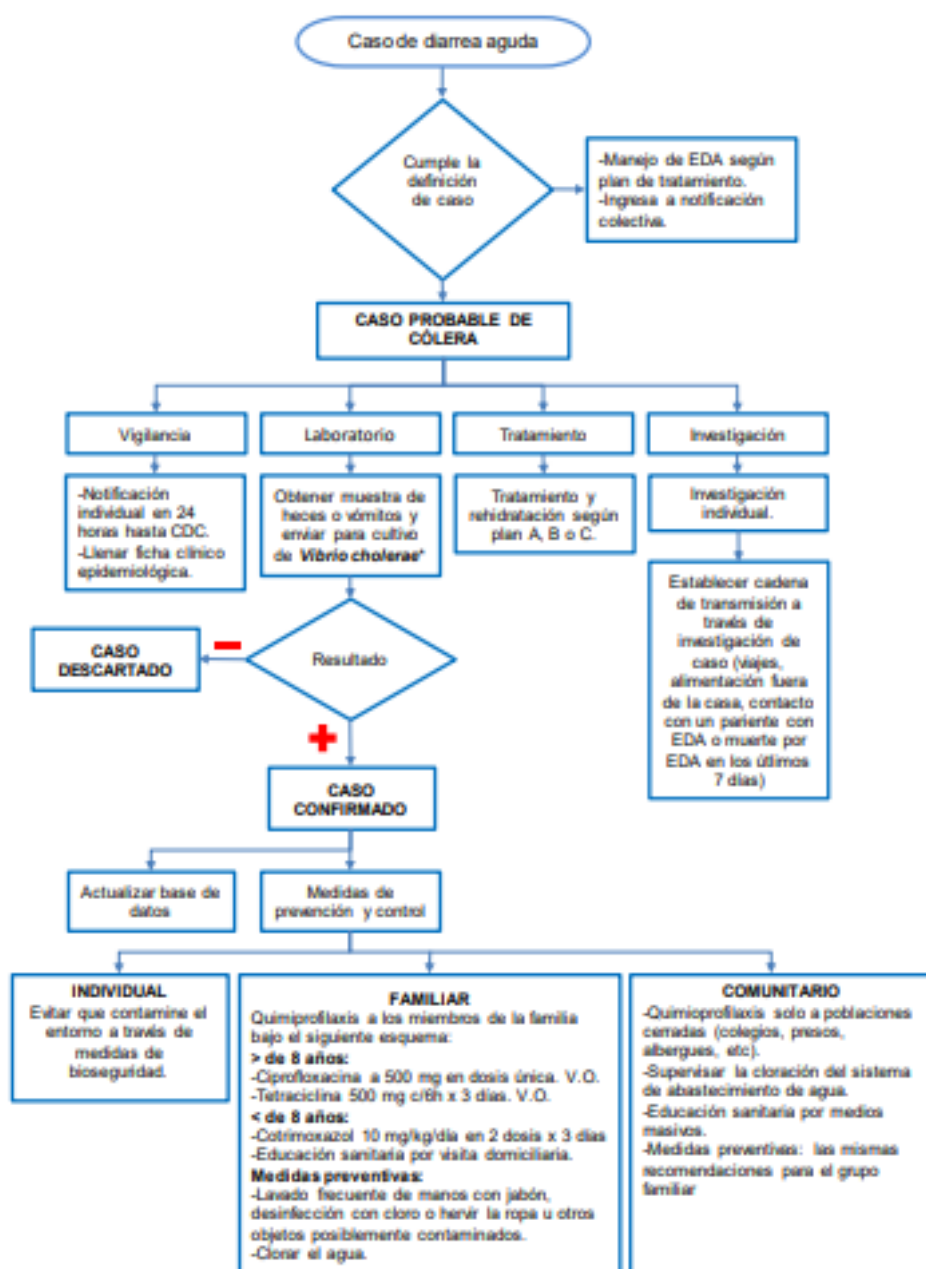 Caso de diarrea aguda
Cumple la
definición
de caso
-Manejo de EDA según
plan de tratamiento.
-Ingresa a notificación
colectiva.
CASO PROBABLE DE
CÓLERA
Vigilancia
Laboratorio
Tratamiento
Investigación
-Notificación
individual en 24
horas hasta CDC.
-Llenar ficha clínico
epidemiológica.
Obtener muestra de
heces o vómitos y
enviar para cultivo
de Vibrio cholerae*
Tratamiento y
rehidratación según
plan A, B o C.
Investigación
individual.
Establecer cadena
de transmisión a
través de
investigación de
caso (viajes,
alimentación fuera
de la casa, contacto
con un pariente con
EDA o muerte por
EDA en los útlimos
7 días)
CASO
DESCARTADO
Resultado
CASO
CONFIRMADO
Actualizar base de
datos
Medidas de
prevención y control
INDIVIDUAL
Evitar que contamine el
entorno a través de
medidas de
bioseguridad.
FAMILIAR
Quimiprofilaxis a los miembros de la familia
bajo el siguiente esquema:
> de 8 años:
-Ciprofloxacina a 500 mg en dosis única. V.O.
-Tetraciclina 500 mg c/6h x 3 días. V.O.
< de 8 años:
-Cotrimoxazol 10 mg/kg/día en 2 dosis x 3 días
-Educación sanitaria por visita domiciliaria.
Medidas preventivas:
-Lavado frecuente de manos con jabón,
desinfección con cloro o hervir la ropa u otros
objetos posiblemente contaminados.
-Clorar el agua.
COMUNITARIO
-Quimioprofilaxis solo a poblaciones
cerradas (colegios, presos,
albergues, etc).
-Supervisar la cloración del sistema
de abastecimiento de agua.
-Educación sanitaria por medios
masivos.
-Medidas preventivas: las mismas
recomendaciones para el grupo
familiar